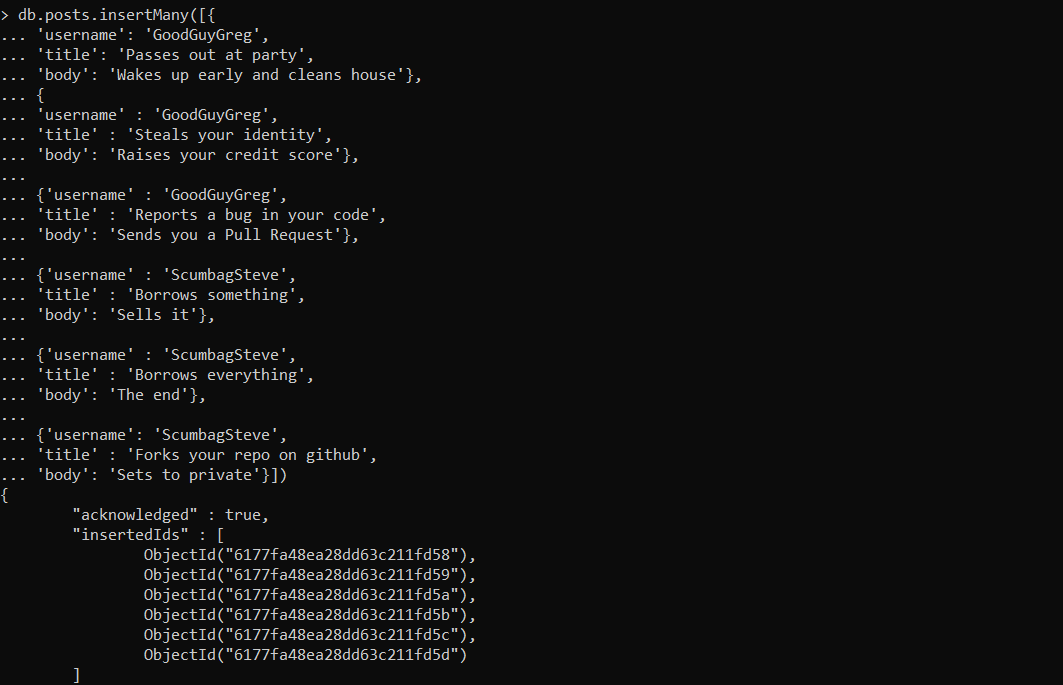 > db.posts.insertMany([{
... 'username': 'GoodGuyGreg',
... 'title': 'Passes out at party',
... 'body': 'Wakes up early and cleans house'},
... {
... 'username' : 'GoodGuyGreg',
... 'title' : 'Steals your identity',
... 'body': 'Raises your credit score'},
...
... {'username' : 'GoodGuyGreg',
... 'title' : 'Reports a bug in your code',
... 'body': 'Sends you a Pull Request'},
...
... {'username' : 'ScumbagSteve',
... 'title' : 'Borrows something',
... 'body': 'Sells it'},
...
... {'username' : 'ScumbagSteve',
... 'title' : 'Borrows everything',
... 'body': 'The end'},
...
... {'username': 'ScumbagSteve',
... 'title' : 'Forks your repo on github',
... 'body': 'Sets to private'}])
{
        "acknowledged" : true,
        "insertedIds" : [
                ObjectId("6177fa48ea28dd63c211fd58"),
                ObjectId("6177fa48ea28dd63c211fd59"),
                ObjectId("6177fa48ea28dd63c211fd5a"),
                ObjectId("6177fa48ea28dd63c211fd5b"),
                ObjectId("6177fa48ea28dd63c211fd5c"),
                ObjectId("6177fa48ea28dd63c211fd5d")
        ]